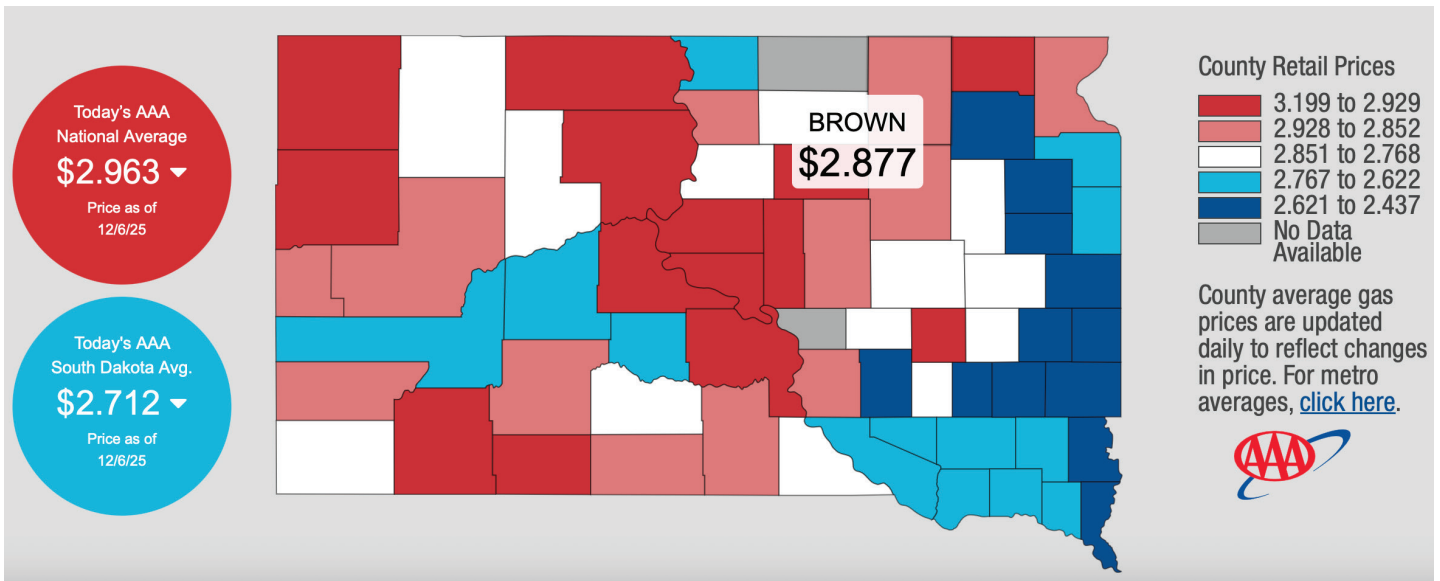 Today's AAA
National Average
$2.963
Price as of
12/6/25
Today's AAA
South Dakota Avg.
$2.712
Price as of
12/6/25
BROWN
$2.877
County Retail Prices
3.199 to 2.929
2.928 to 2.852
2.851 to 2.768
2.767 to 2.622
2.621 to 2.437
No Data
Available
County average gas
prices are updated
daily to reflect changes
in price. For metro
averages, click here.
AAA